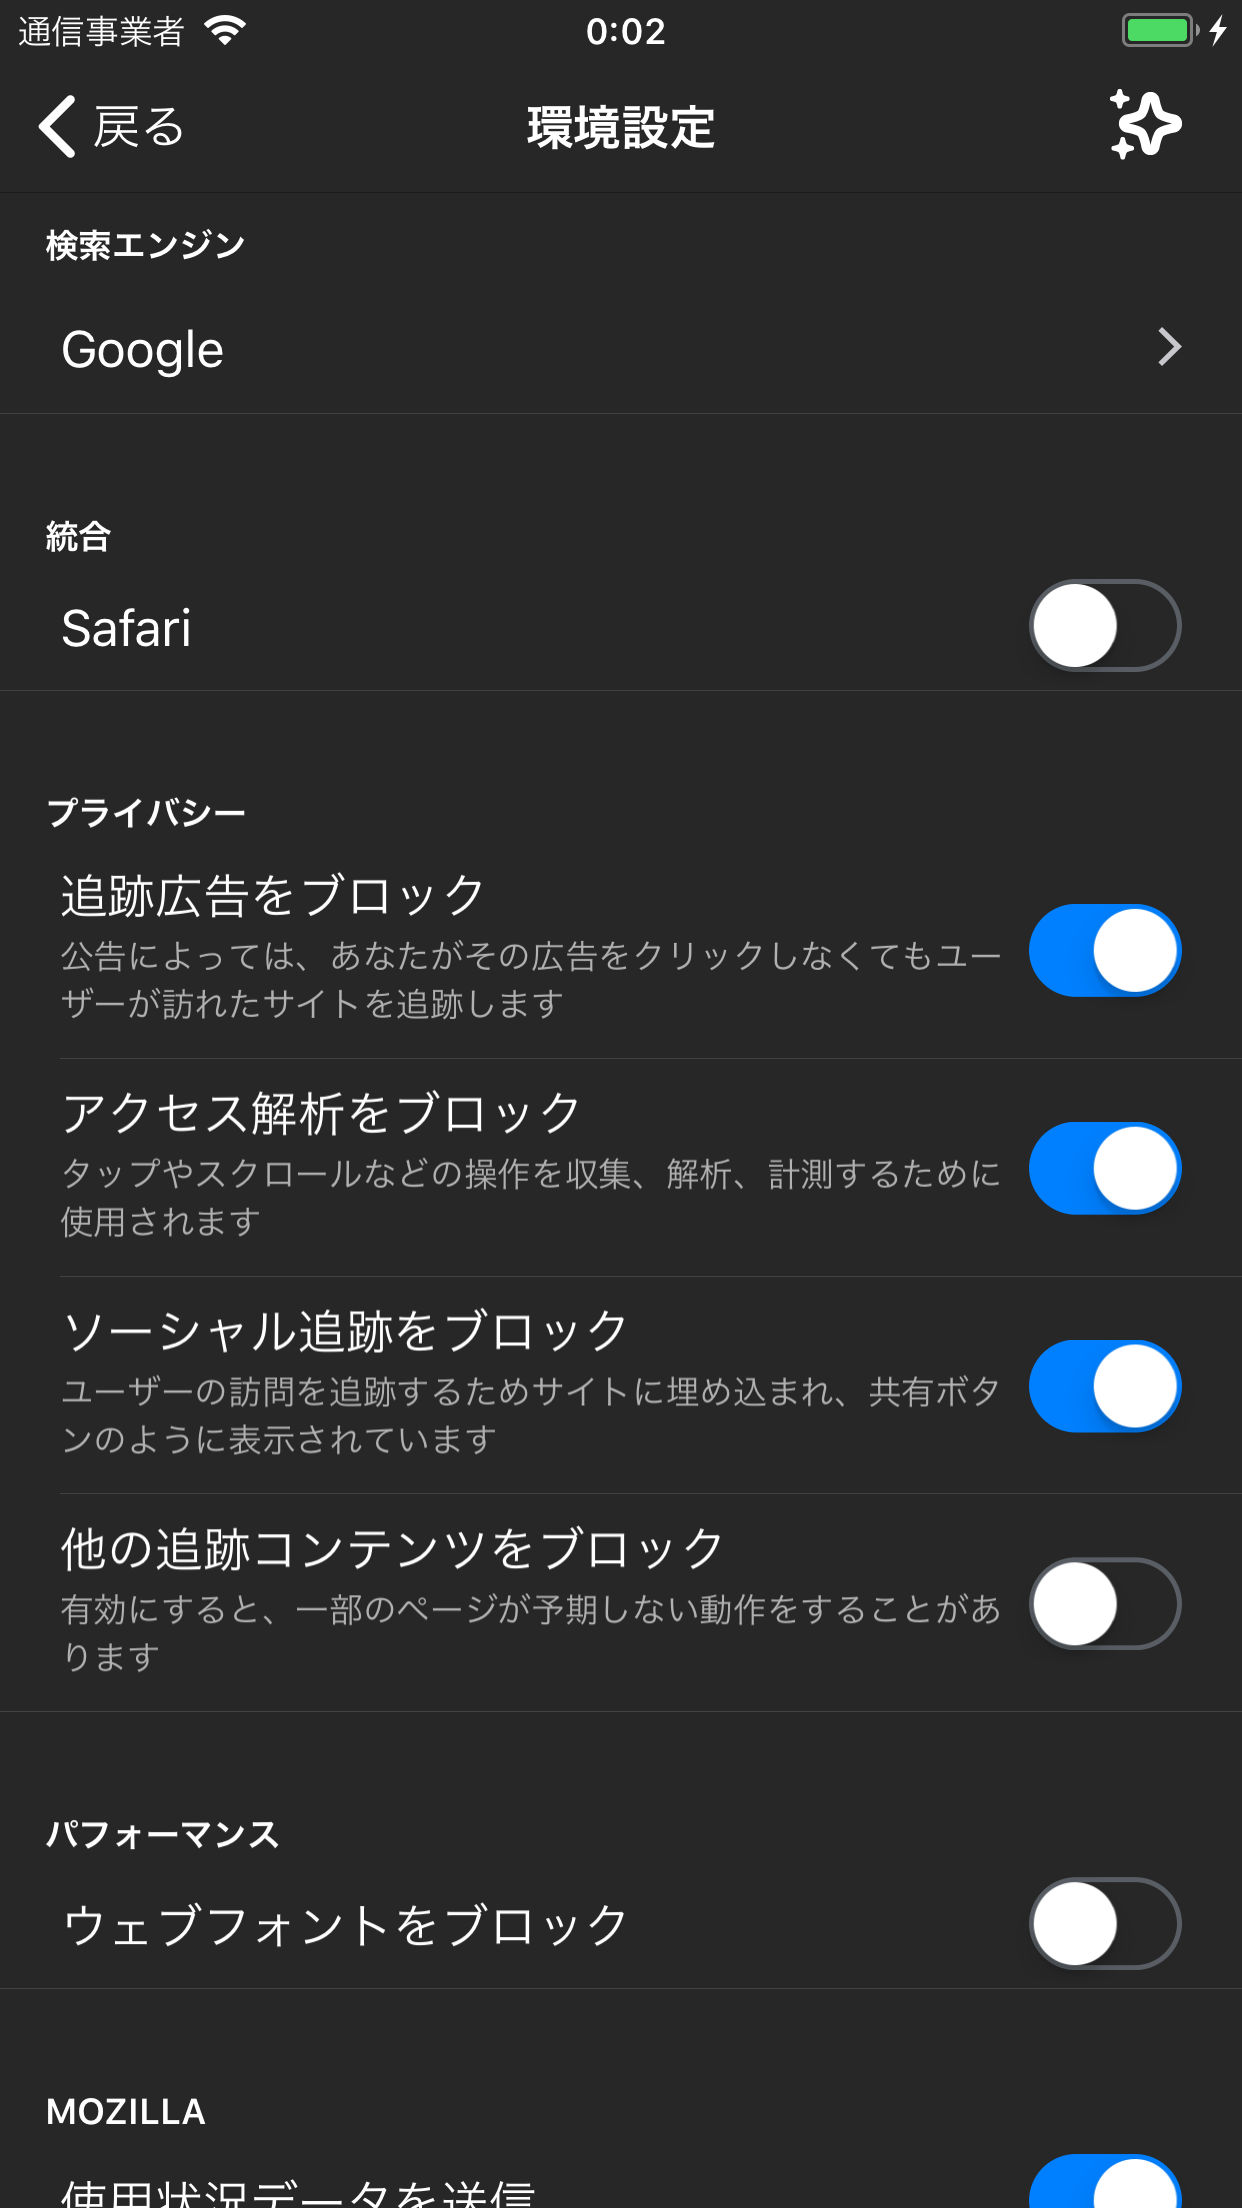 通信事業者
0:02
戻る
環境設定
検索エンジン
Google
統合
Safari
プライバシー
追跡広告をブロック
公告によっては、あなたがその広告をクリックしなくてもユー
ザーが訪れたサイトを追跡します
アクセス解析をブロック
タップやスクロールなどの操作を収集、解析、計測するために
使用されます
ソーシャル追跡をブロック
ユーザーの訪問を追跡するためサイトに埋め込まれ、共有ボタ
ンのように表示されています
他の追跡コンテンツをブロック
有効にすると、一部のページが予期しない動作をすることがあ
ります
パフォーマンス
ウェブフォントをブロック
MOZILLA
使用状況データを送信